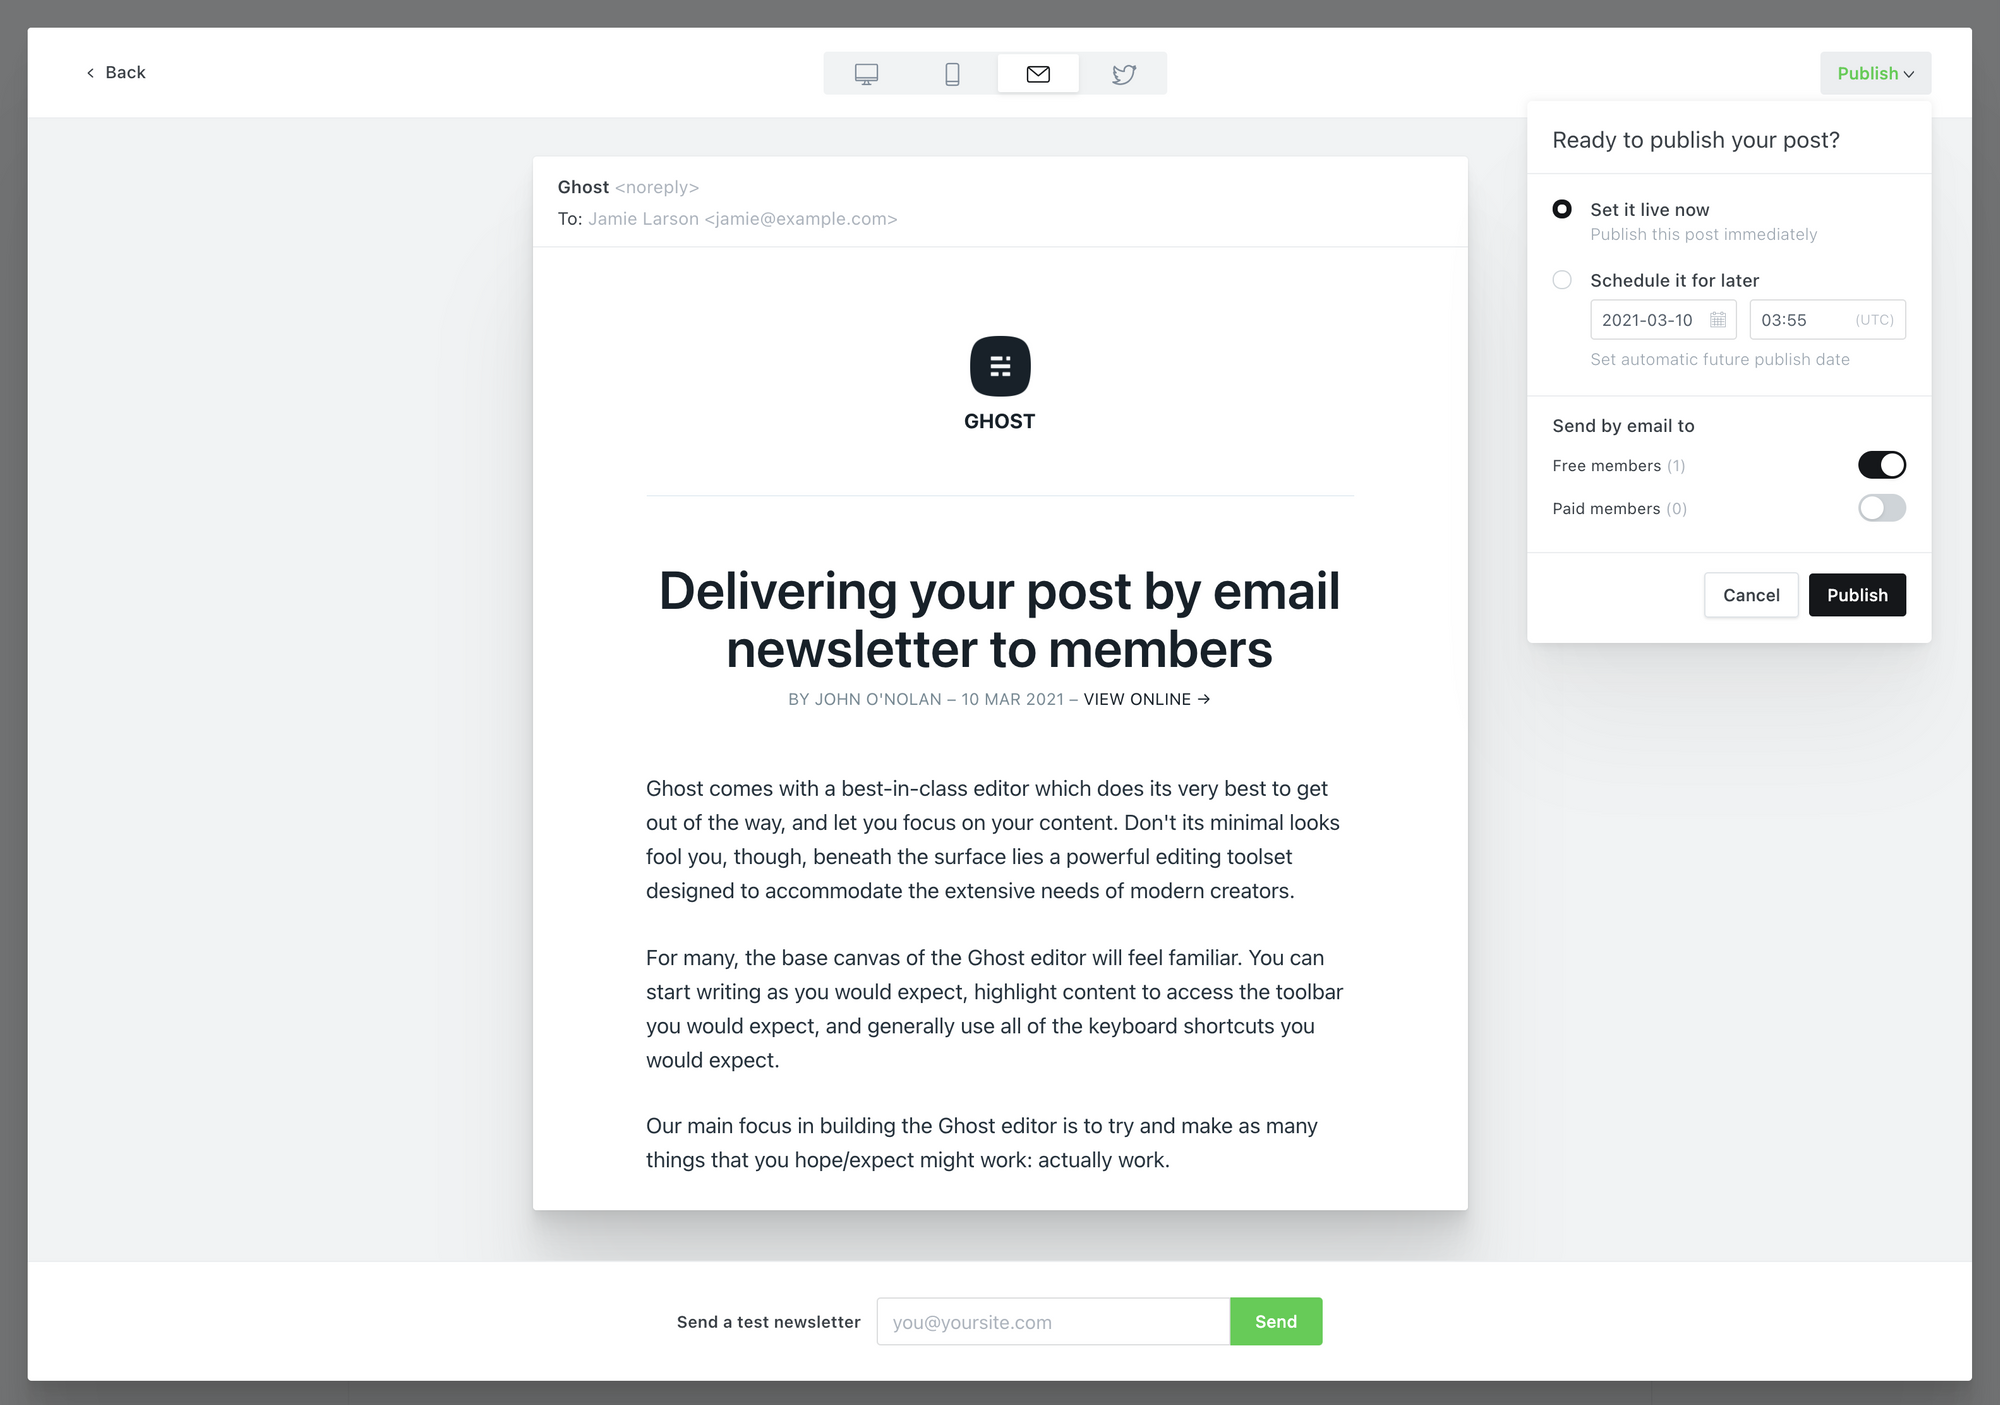 Back
Publish
Ready to publish your post?
Set it live now
Publish this post immediately
Schedule it for later
2021-03-10
03:55 (UTC)
Set automatic future publish date
Send by email to
Free members (1)
Paid members (0)
Cancel
Publish
Ghost <noreply>
To: Jamie Larson <jamie@example.com>
GHOST
Delivering your post by email
newsletter to members
BY JOHN O'NOLAN – 10 MAR 2021 – VIEW ONLINE →
Ghost comes with a best-in-class editor which does its very best to get
out of the way, and let you focus on your content. Don't its minimal looks
fool you, though, beneath the surface lies a powerful editing toolset
designed to accommodate the extensive needs of modern creators.
For many, the base canvas of the Ghost editor will feel familiar. You can
start writing as you would expect, highlight content to access the toolbar
you would expect, and generally use all of the keyboard shortcuts you
would expect.
Our main focus in building the Ghost editor is to try and make as many
things that you hope/expect might work: actually work.
Send a test newsletter
you@yoursite.com
Send